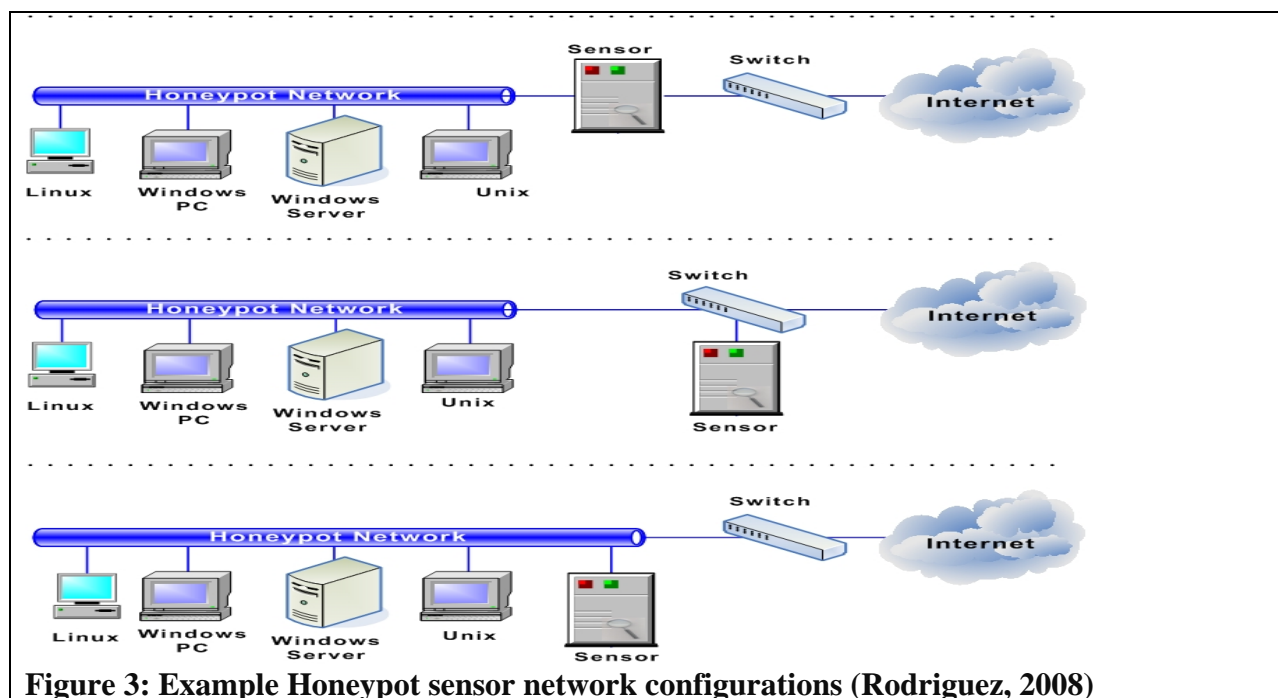 Sensor
Switch
Honeypot Network
Internet
Linux
Windows PC
Windows Server
Unix
Switch
Honeypot Network
Internet
Linux
Windows PC
Windows Server
Unix
Sensor
Switch
Honeypot Network
Internet
Linux
Windows PC
Windows Server
Unix
Sensor
Figure 3: Example Honeypot sensor network configurations (Rodriguez, 2008)